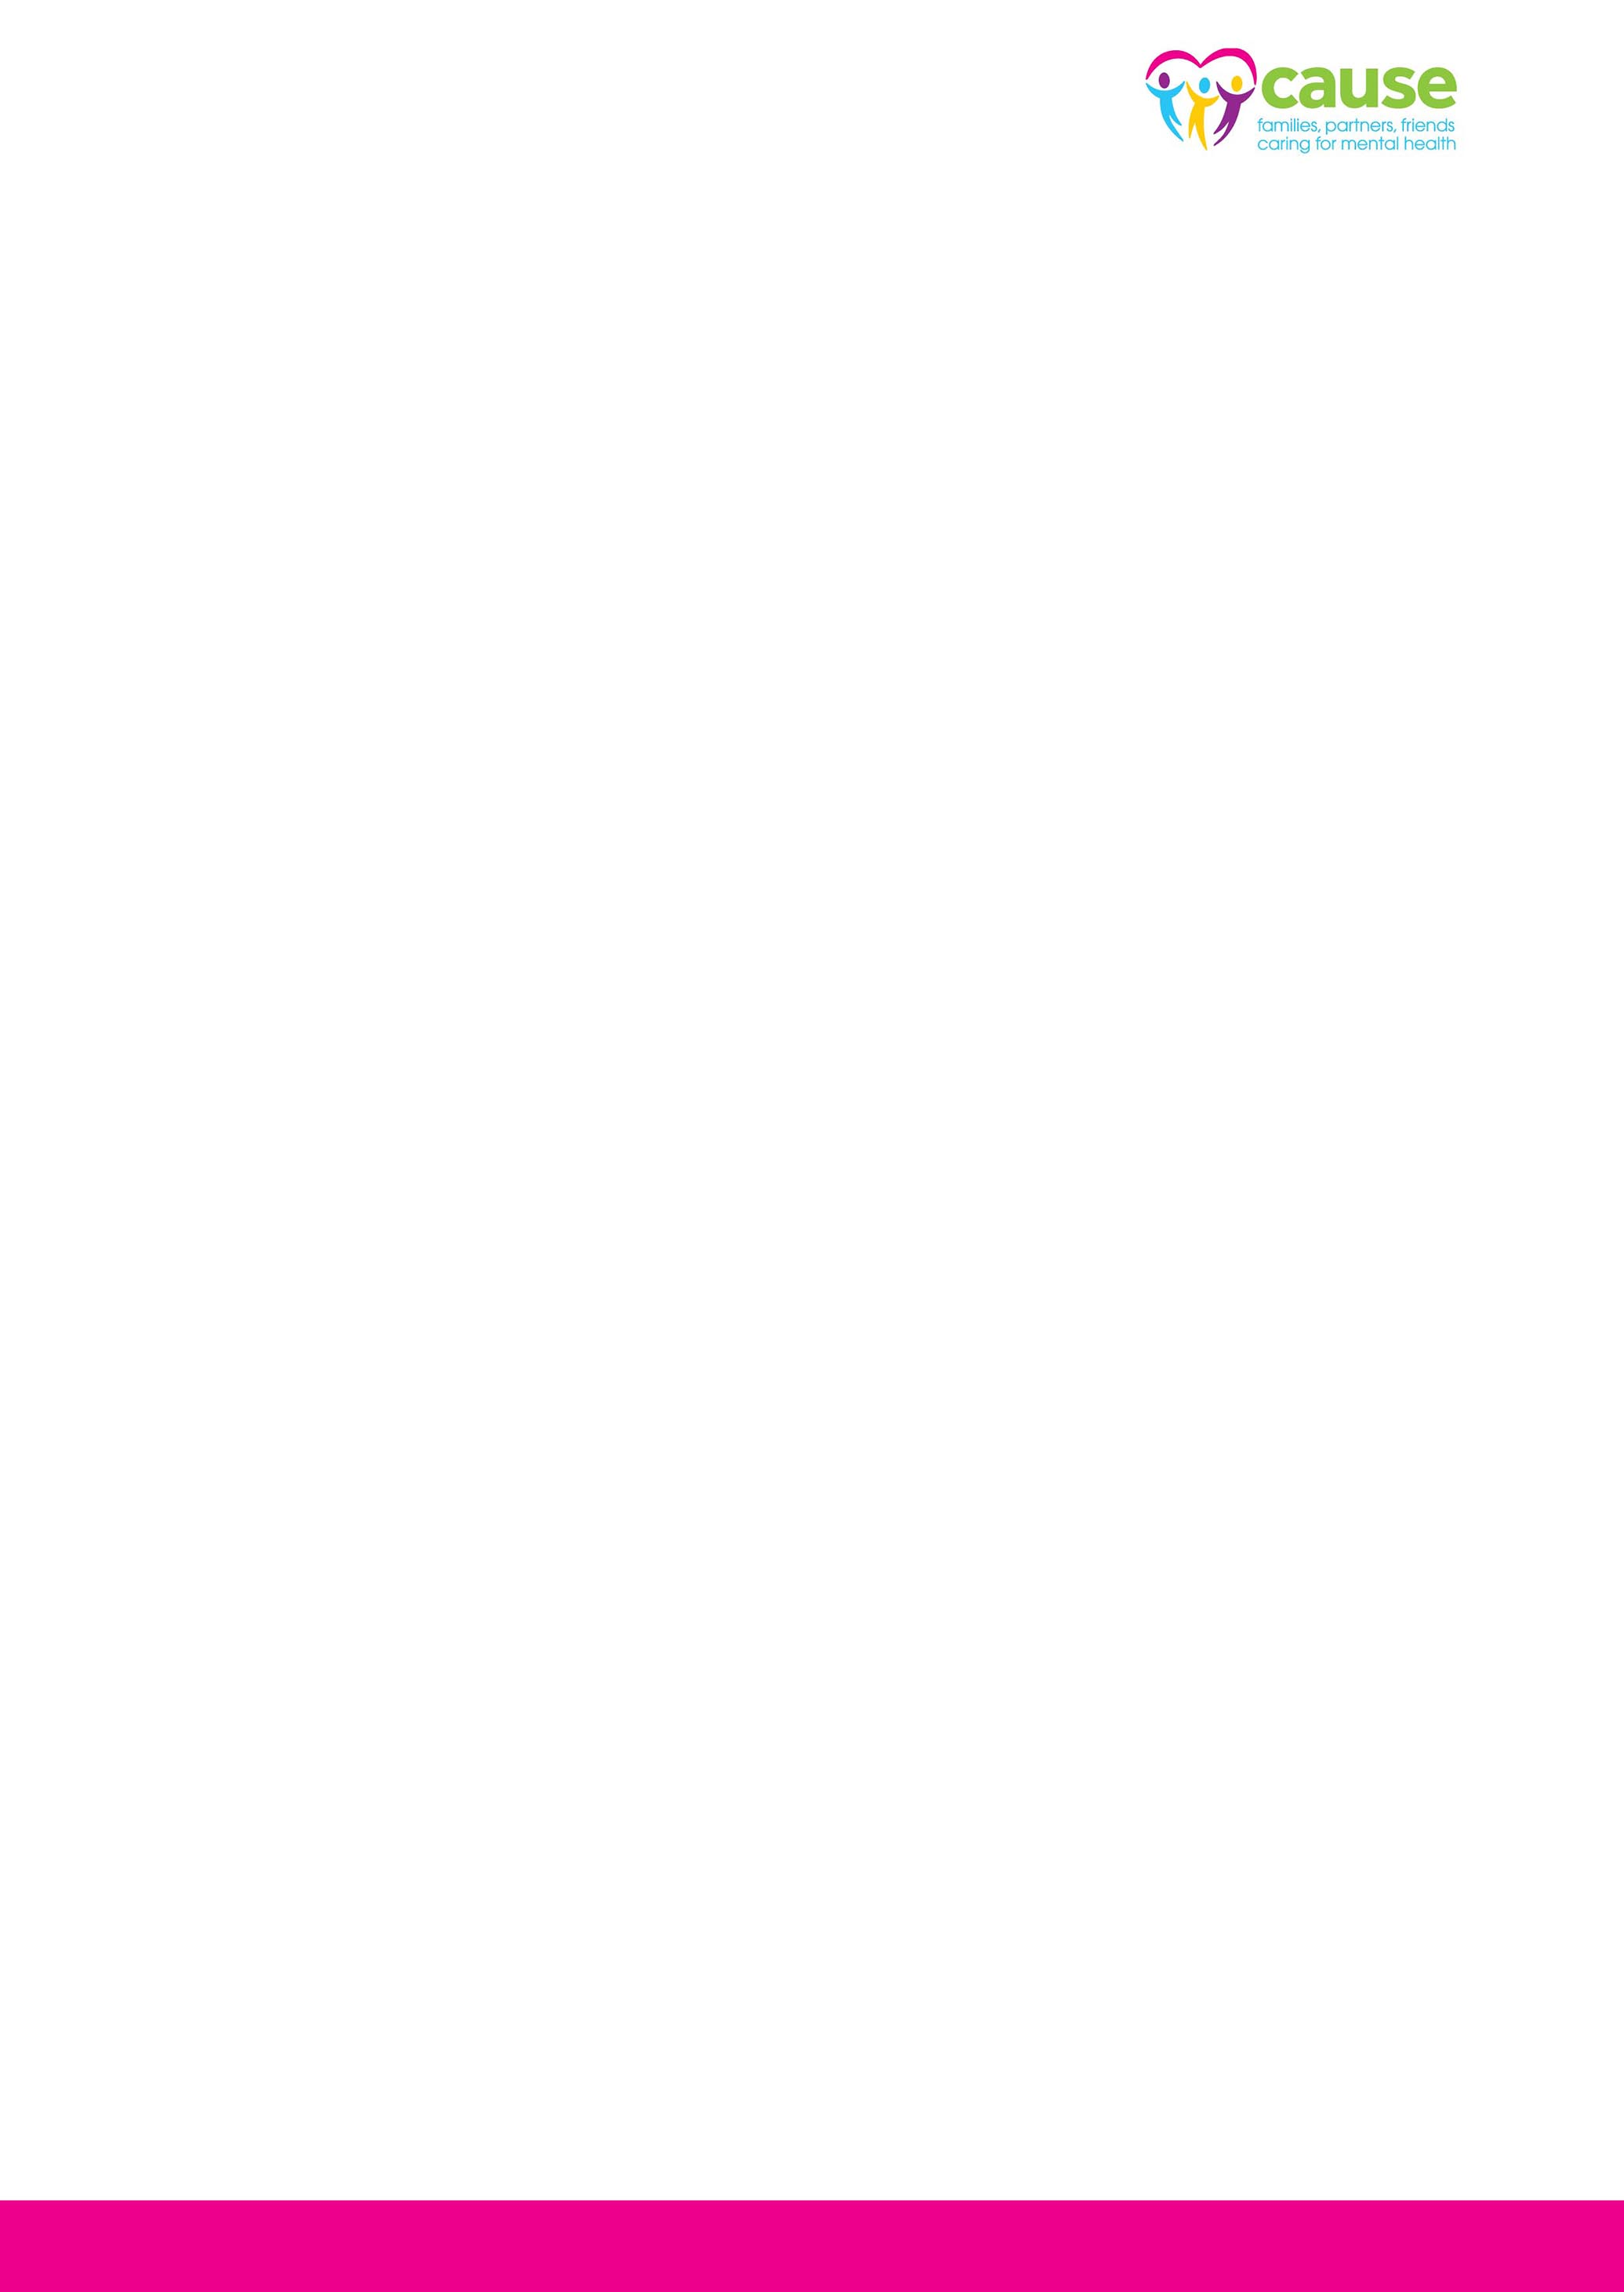 cause
families, partners, friends
caring for mental health